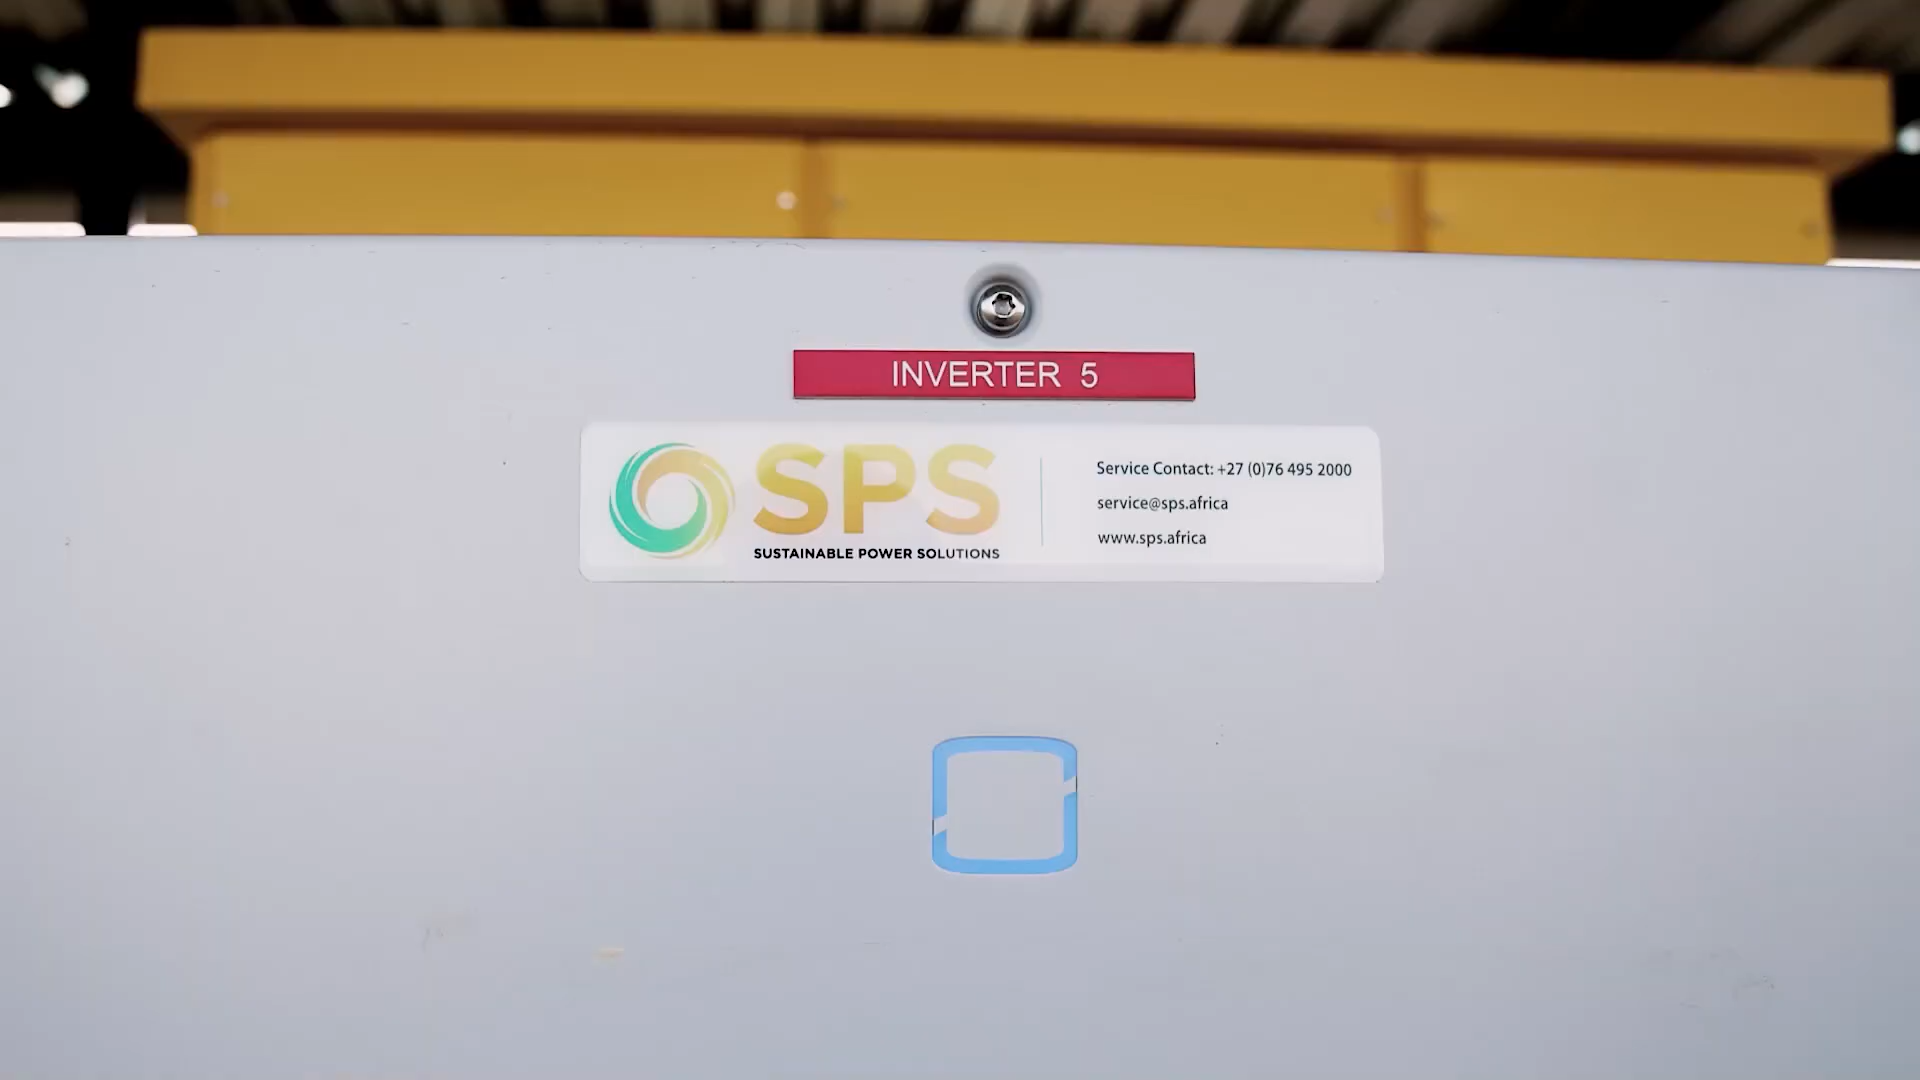 INVERTER 5
SPS
SUSTAINABLE POWER SOLUTIONS
Service Contact: +27 (0)76 495 2000
service@sps.africa
www.sps.africa